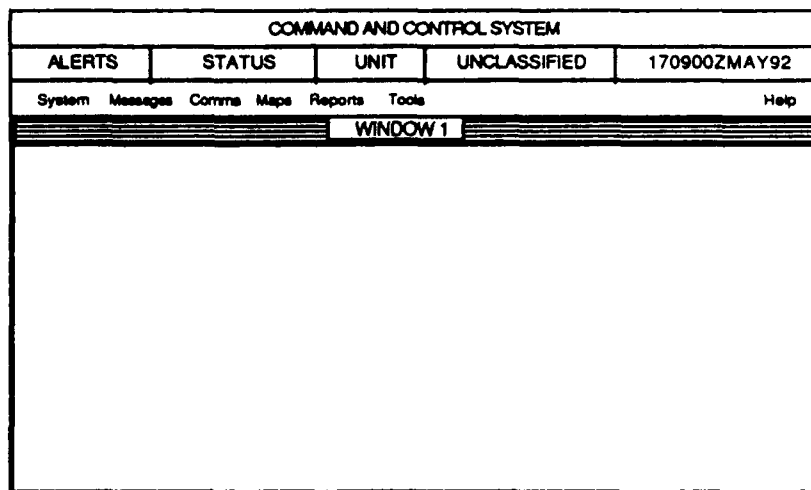 COMMAND AND CONTROL SYSTEM
ALERTS STATUS UNIT UNCLASSIFIED 170900ZMAY92
System Messages Comms Maps Reports Tools Help
WINDOW 1